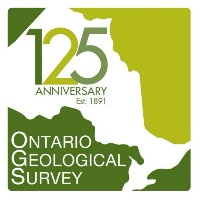 125
ANNIVERSARY
Est. 1891
ONTARIO
GEOLOGICAL
SURVEY